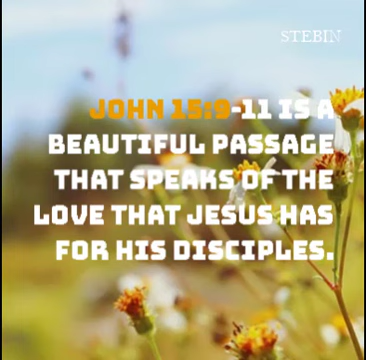 STEBIN
JOHN 15:9-11 IS A
BEAUTIFUL PASSAGE
THAT SPEAKS OF THE
LOVE THAT JESUS HAS
FOR HIS DISCIPLES.